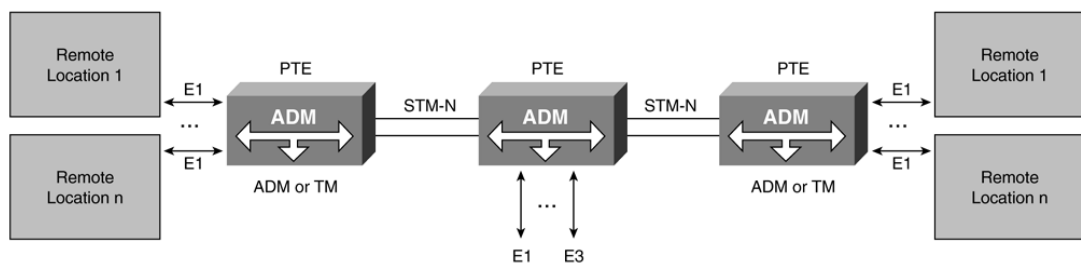 Remote
Location 1
E1
...
E1
Remote
Location n
PTE
ADM
ADM or TM
STM-N
PTE
ADM
...
E1
E3
STM-N
PTE
ADM
ADM or TM
E1
...
E1
Remote
Location 1
Remote
Location n